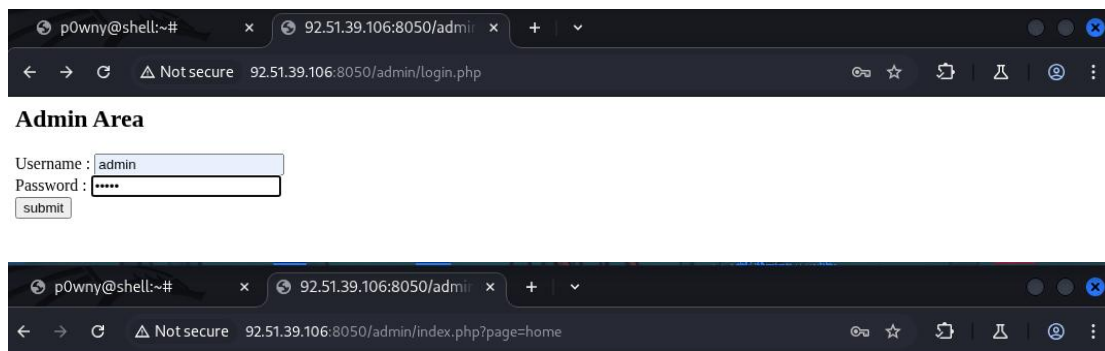 p0wny@shell:~# 92.51.39.106:8050/admin
Not secure 92.51.39.106:8050/admin/login.php
Admin Area
Username : admin
Password : •••••
submit
p0wny@shell:~# 92.51.39.106:8050/admin
Not secure 92.51.39.106:8050/admin/index.php?page=home